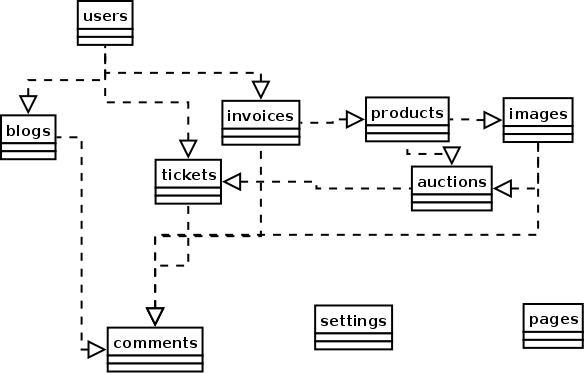 users
invoices
products
images
blogs
tickets
auctions
settings
pages
comments